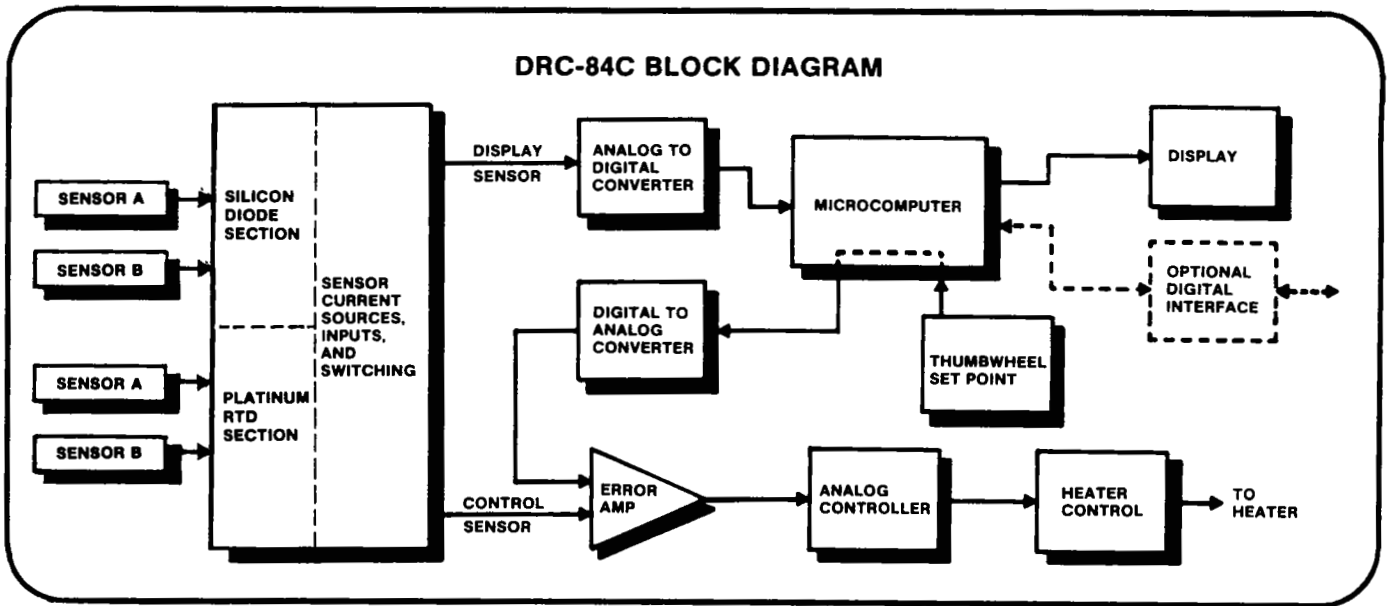 DRC-84C BLOCK DIAGRAM
SENSOR A
SENSOR B
SENSOR A
SENSOR B
SILICON
DIODE
SECTION
PLATINUM
RTD
SECTION
SENSOR
CURRENT
SOURCES,
INPUTS,
AND
SWITCHING
DISPLAY
SENSOR
ANALOG TO
DIGITAL
CONVERTER
MICROCOMPUTER
DISPLAY
OPTIONAL
DIGITAL
INTERFACE
DIGITAL TO
ANALOG
CONVERTER
THUMBWHEEL
SET POINT
CONTROL
SENSOR
ERROR
AMP
ANALOG
CONTROLLER
HEATER
CONTROL
TO
HEATER